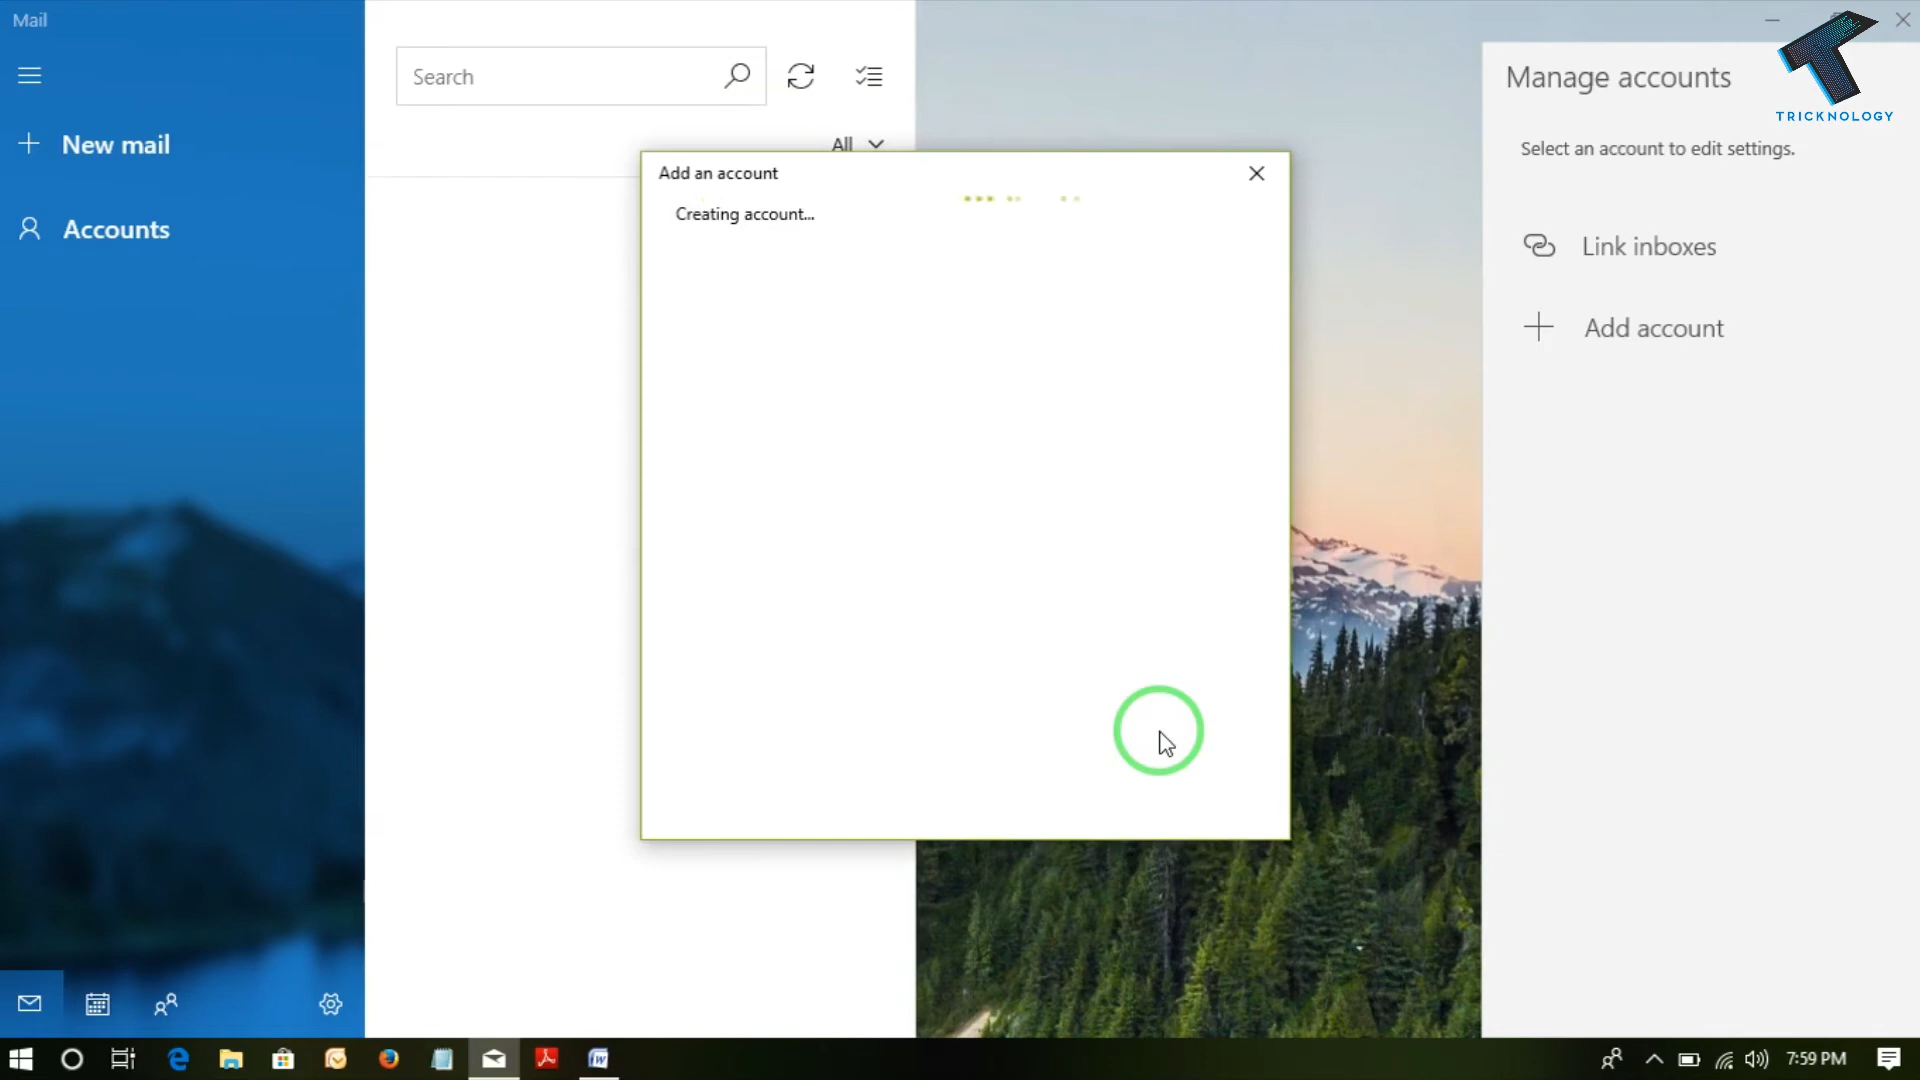 Mail
Search
New mail
All
Accounts
Add an account
Creating account...
Manage accounts
TRICKNOLOGY
Select an account to edit settings.
Link inboxes
Add account
7:59 PM